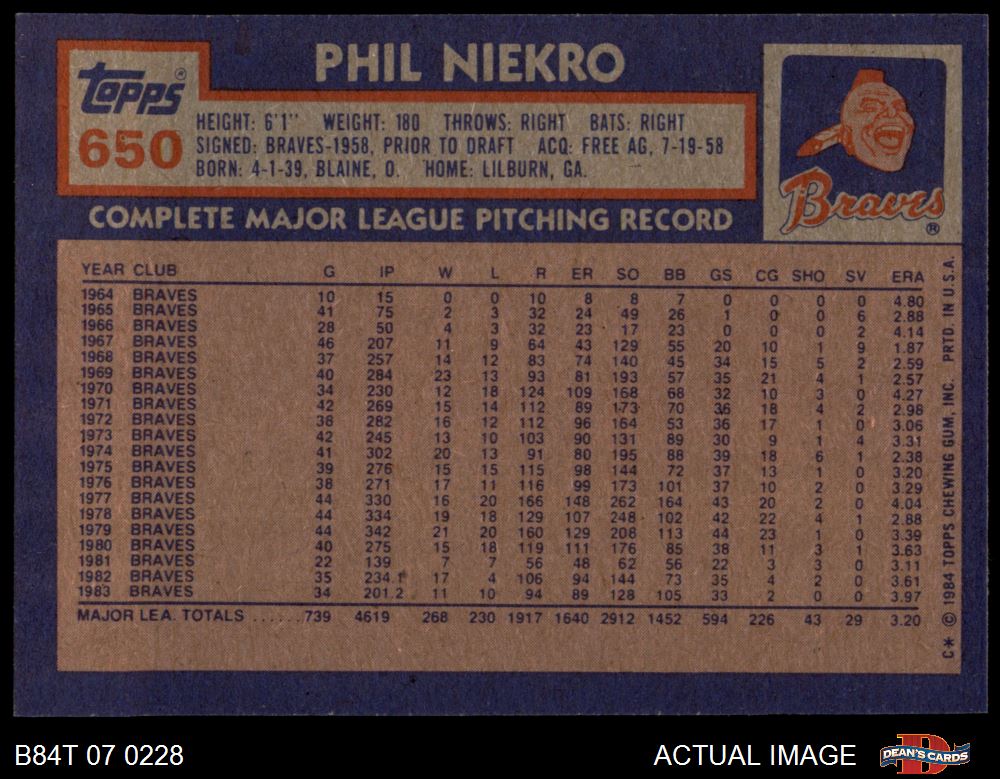 PHIL NIEKRO
topps®
650
HEIGHT: 6'1" WEIGHT: 180 THROWS: RIGHT BATS: RIGHT
SIGNED: BRAVES-1958, PRIOR TO DRAFT ACQ: FREE AG, 7-19-58
BORN: 4-1-39, BLAINE, O. HOME: LILBURN, GA.
Braves®
COMPLETE MAJOR LEAGUE PITCHING RECORD
YEAR CLUB G IP W L R ER SO BB GS CG SHO SV ERA
1964 BRAVES 10 15 0 0 10 8 8 7 0 0 0 0 4.80
1965 BRAVES 41 75 2 3 32 24 49 26 1 0 0 6 2.88
1966 BRAVES 28 50 4 3 32 23 17 23 0 0 0 2 4.14
1967 BRAVES 46 207 11 9 64 43 129 55 20 10 1 9 1.87
1968 BRAVES 37 257 14 12 83 74 140 45 34 15 5 2 2.59
1969 BRAVES 40 284 23 13 93 81 193 57 35 21 4 1 2.57
1970 BRAVES 34 230 12 18 124 109 168 68 32 10 3 0 4.27
1971 BRAVES 42 269 15 14 112 89 173 70 36 18 4 2 2.98
1972 BRAVES 38 282 16 12 112 96 164 53 36 17 1 0 3.06
1973 BRAVES 42 245 13 10 103 90 131 89 30 9 1 4 3.31
1974 BRAVES 41 302 20 13 91 80 195 88 39 18 6 1 2.38
1975 BRAVES 39 276 15 15 115 98 144 72 37 13 1 0 3.20
1976 BRAVES 38 271 17 11 116 99 173 101 37 10 2 0 3.29
1977 BRAVES 44 330 16 20 166 148 262 164 43 20 2 0 4.04
1978 BRAVES 44 334 19 18 129 107 248 102 42 22 4 1 2.88
1979 BRAVES 44 342 21 20 160 129 208 113 44 23 1 0 3.39
1980 BRAVES 40 275 15 18 119 111 176 85 38 11 3 1 3.63
1981 BRAVES 22 139 7 7 56 48 62 56 22 3 3 0 3.11
1982 BRAVES 35 234.1 17 4 106 94 144 73 35 4 2 0 3.61
1983 BRAVES 34 201.2 11 10 94 89 128 105 33 2 0 0 3.97
MAJOR LEA. TOTALS ......739 4619 268 230 1917 1640 2912 1452 594 226 43 29 3.20
C* © 1984 TOPPS CHEWING GUM, INC. PRTD. IN U.S.A.
B84T 07 0228
ACTUAL IMAGE
DEAN'S CARDS